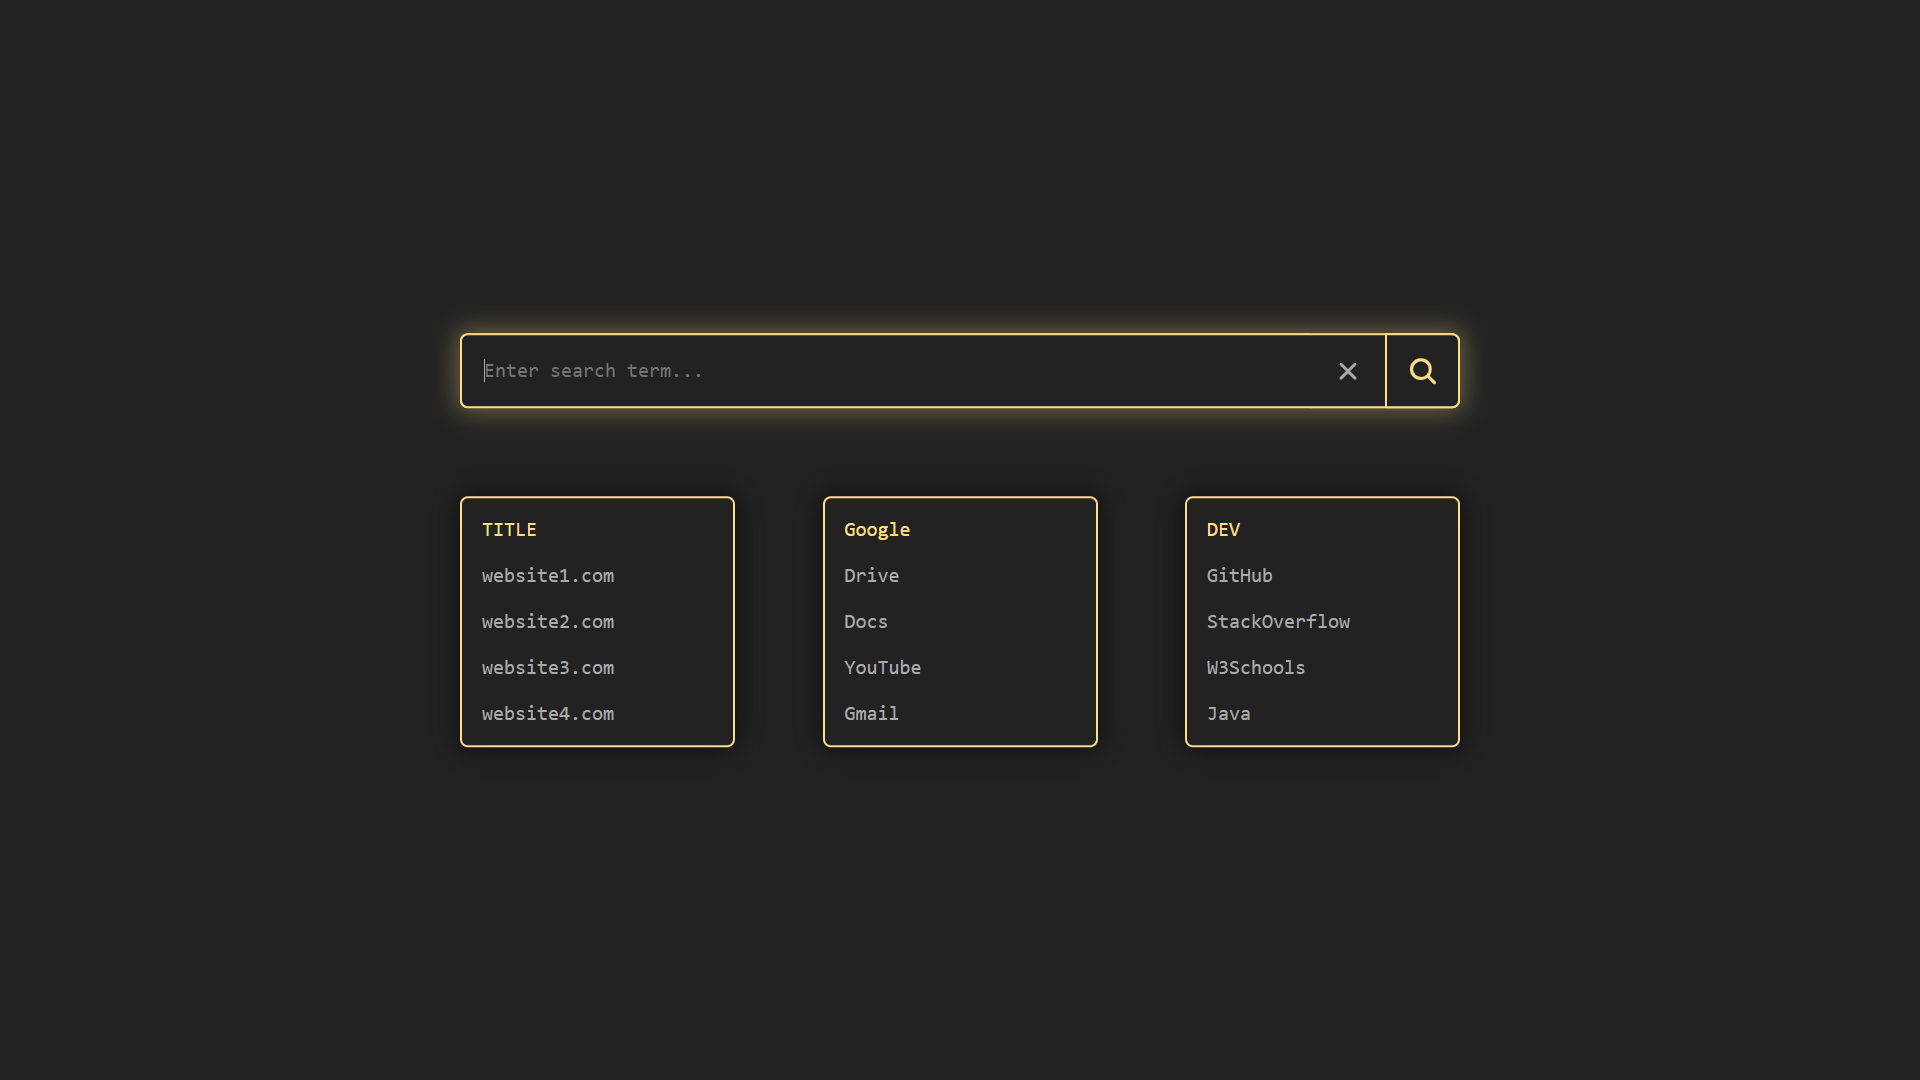 Enter search term...
TITLE
website1.com
website2.com
website3.com
website4.com
Google
Drive
Docs
YouTube
Gmail
DEV
GitHub
StackOverflow
W3Schools
Java